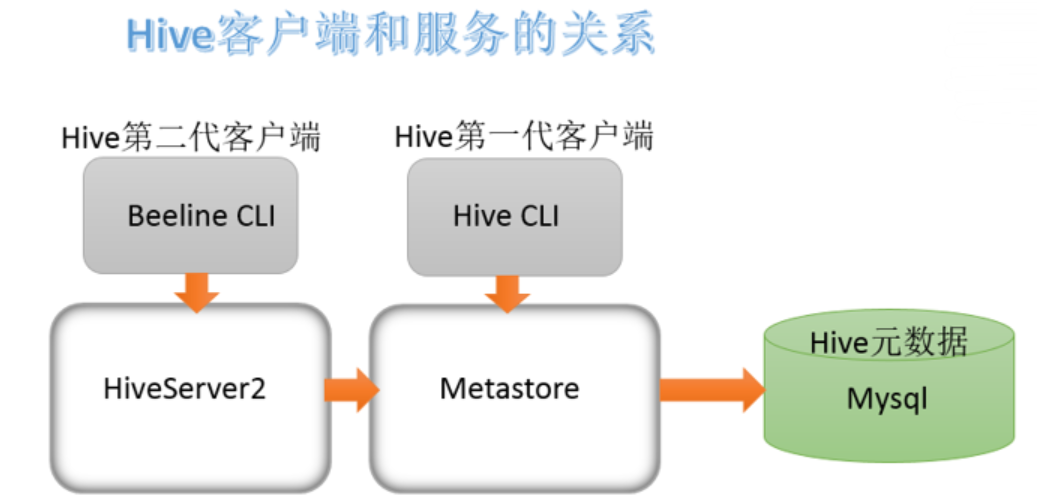 Hive客户端和服务的关系
Hive第二代客户端
Hive第一代客户端
Beeline CLI
Hive CLI
HiveServer2
Metastore
Hive元数据
Mysql